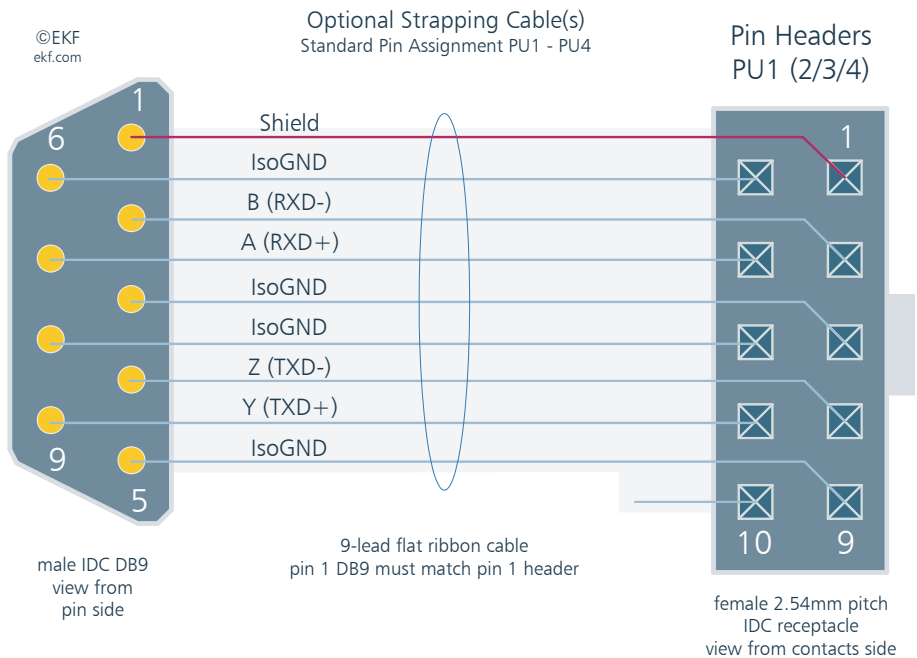 Optional Strapping Cable(s)
Standard Pin Assignment PU1 - PU4
©EKF
ekf.com
Pin Headers
PU1 (2/3/4)
1
6
9
5
Shield
IsoGND
B (RXD-)
A (RXD+)
IsoGND
IsoGND
Z (TXD-)
Y (TXD+)
IsoGND
1
10
9
male IDC DB9
view from
pin side
9-lead flat ribbon cable
pin 1 DB9 must match pin 1 header
female 2.54mm pitch
IDC receptacle
view from contacts side